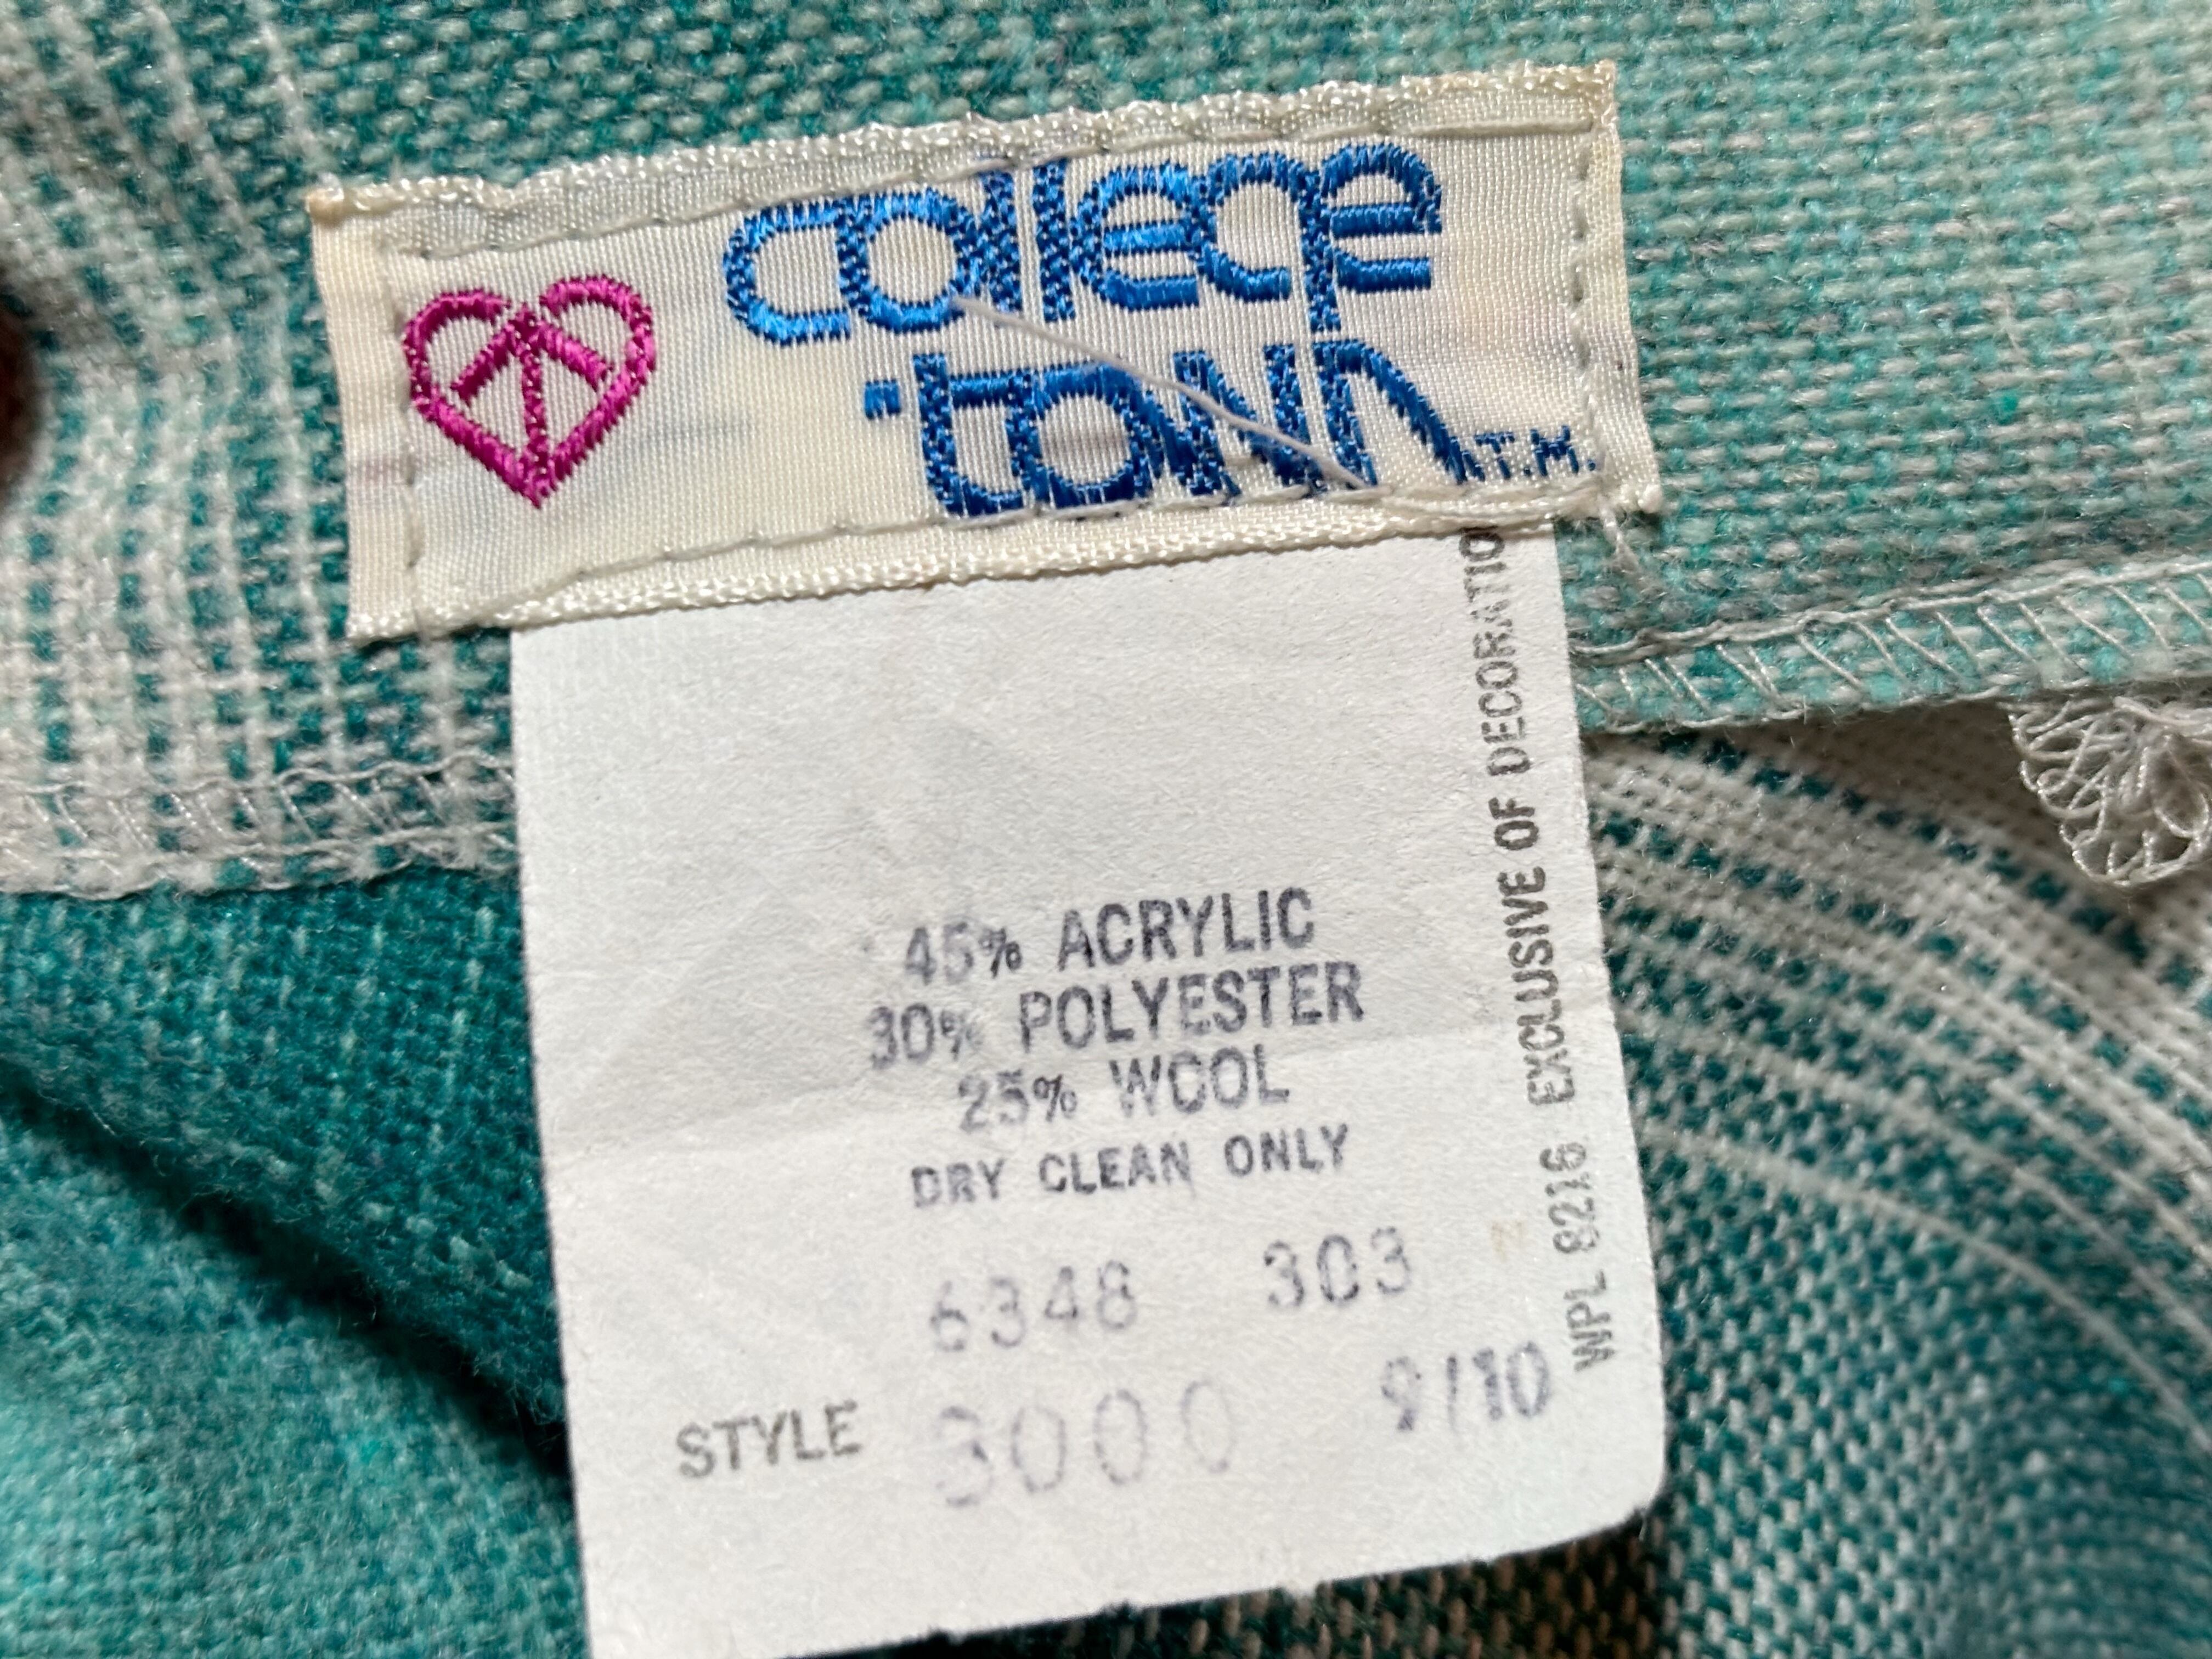 college
town T.M.
45% ACRYLIC
30% POLYESTER
25% WOOL
DRY CLEAN ONLY
6348 303
STYLE 3000 9/10
WPL 8216 EXCLUSIVE OF DECORATIO